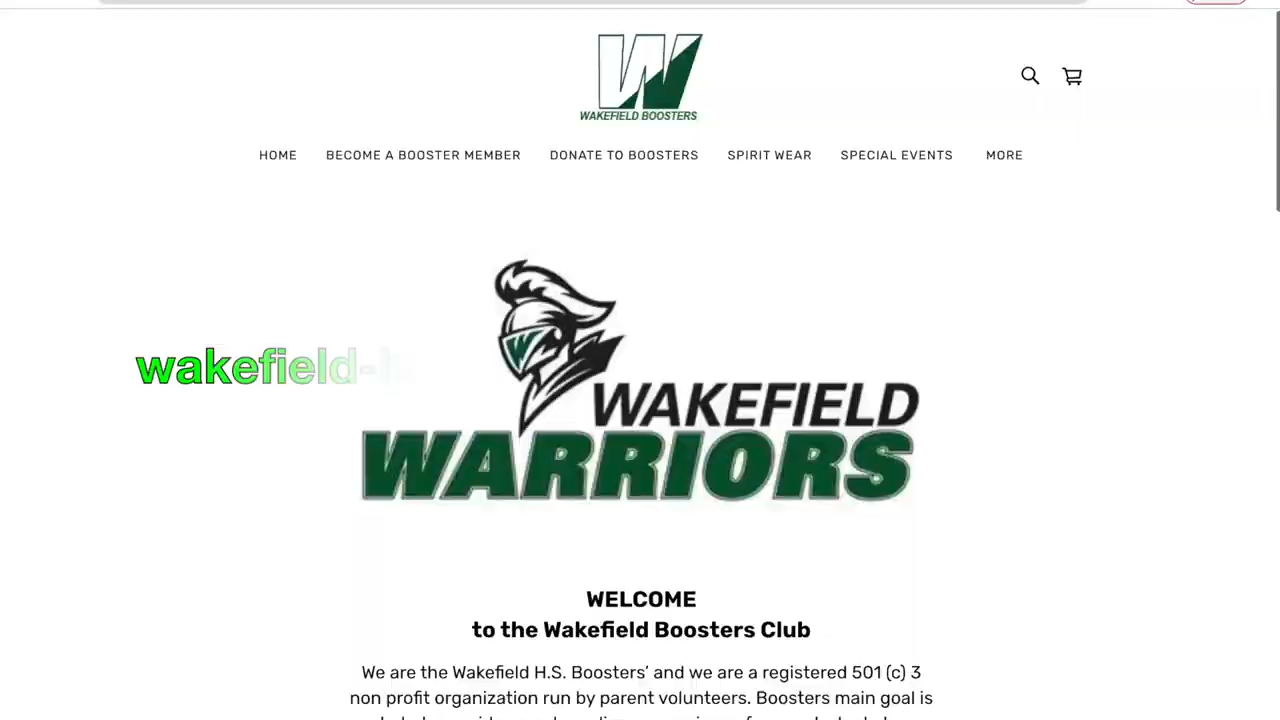 W
WAKEFIELD BOOSTERS
HOME BECOME A BOOSTER MEMBER DONATE TO BOOSTERS SPIRIT WEAR SPECIAL EVENTS MORE
W
wakefield-
WAKEFIELD
WARRIORS
WELCOME
to the Wakefield Boosters Club
We are the Wakefield H.S. Boosters’ and we are a registered 501 (c) 3
non profit organization run by parent volunteers. Boosters main goal is